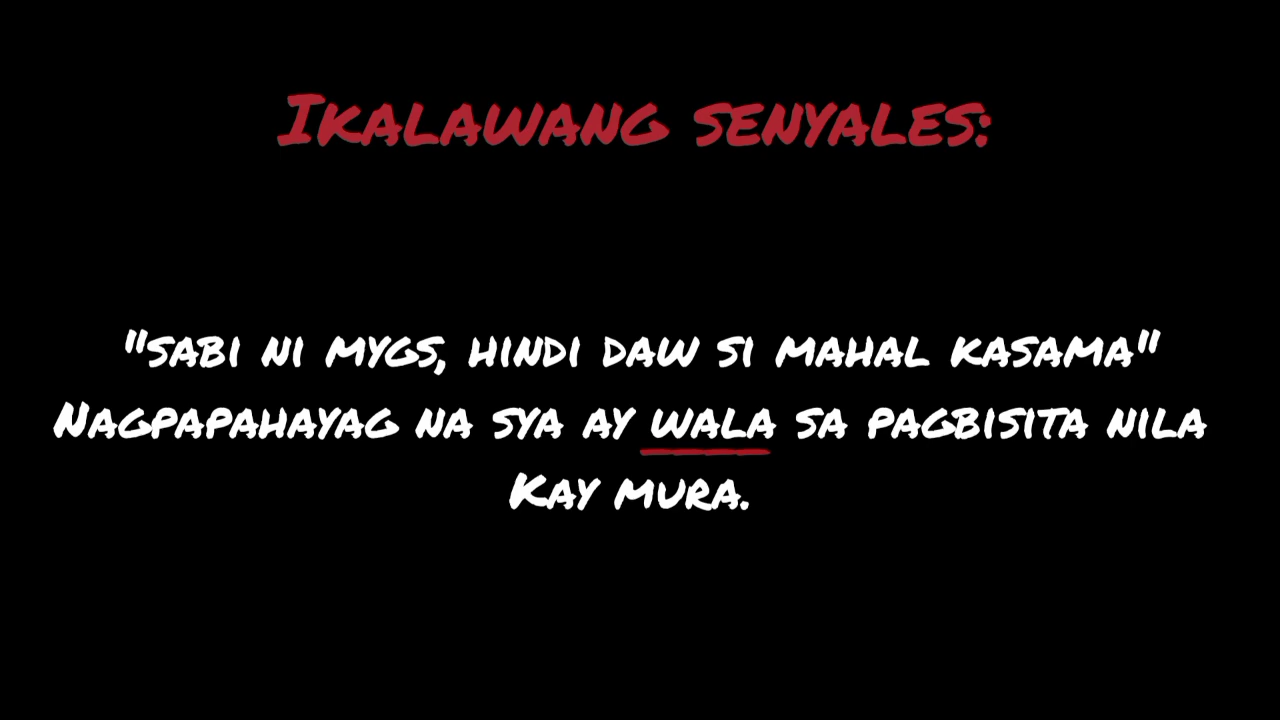 Ikalawang senyales:
"sabi ni mygs, hindi daw si mahal kasama"
Nagpapahayag na sya ay wala sa pagbisita nila
Kay mura.